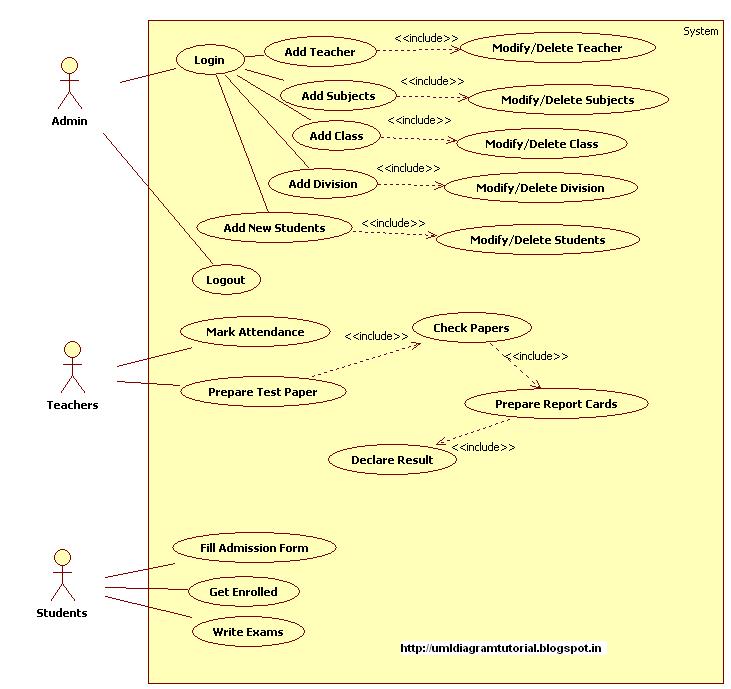 System
Login
Add Teacher
<<include>>
Modify/Delete Teacher
Add Subjects
<<include>>
Modify/Delete Subjects
Admin
Add Class
<<include>>
Modify/Delete Class
Add Division
<<include>>
Modify/Delete Division
Add New Students
<<include>>
Modify/Delete Students
Logout
Mark Attendance
<<include>>
Check Papers
<<include>>
Teachers
Prepare Test Paper
Prepare Report Cards
<<include>>
Declare Result
Fill Admission Form
Get Enrolled
Students
Write Exams
http://umldiagramtutorial.blogspot.in